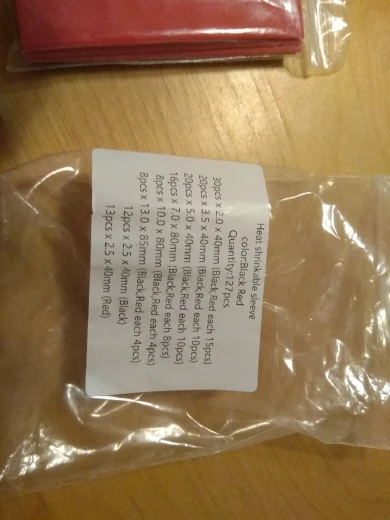 Heat shrinkable sleeve
color:Black Red
Quantity:127pcs
30pcs x 2.0 x 40mm (Black,Red each 15pcs)
20pcs x 3.5 x 40mm (Black,Red each 10pcs)
20pcs x 5.0 x 40mm (Black,Red each 10pcs)
16pcs x 7.0 x 80mm (Black,Red each 8pcs)
8pcs x 10.0 x 80mm (Black,Red each 4pcs)
8pcs x 13.0 x 85mm (Black,Red each 4pcs)
12pcs x 2.5 x 40mm (Black)
13pcs x 2.5 x 40mm (Red)